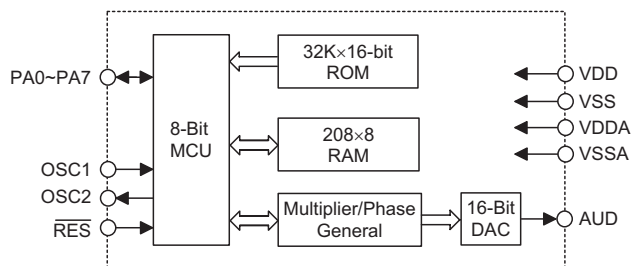 32K×16-bit
ROM
PA0~PA7
8-Bit
MCU
VDD
VSS
VDDA
VSSA
208×8
RAM
OSC1
OSC2
RES
Multiplier/Phase
General
16-Bit
DAC
AUD